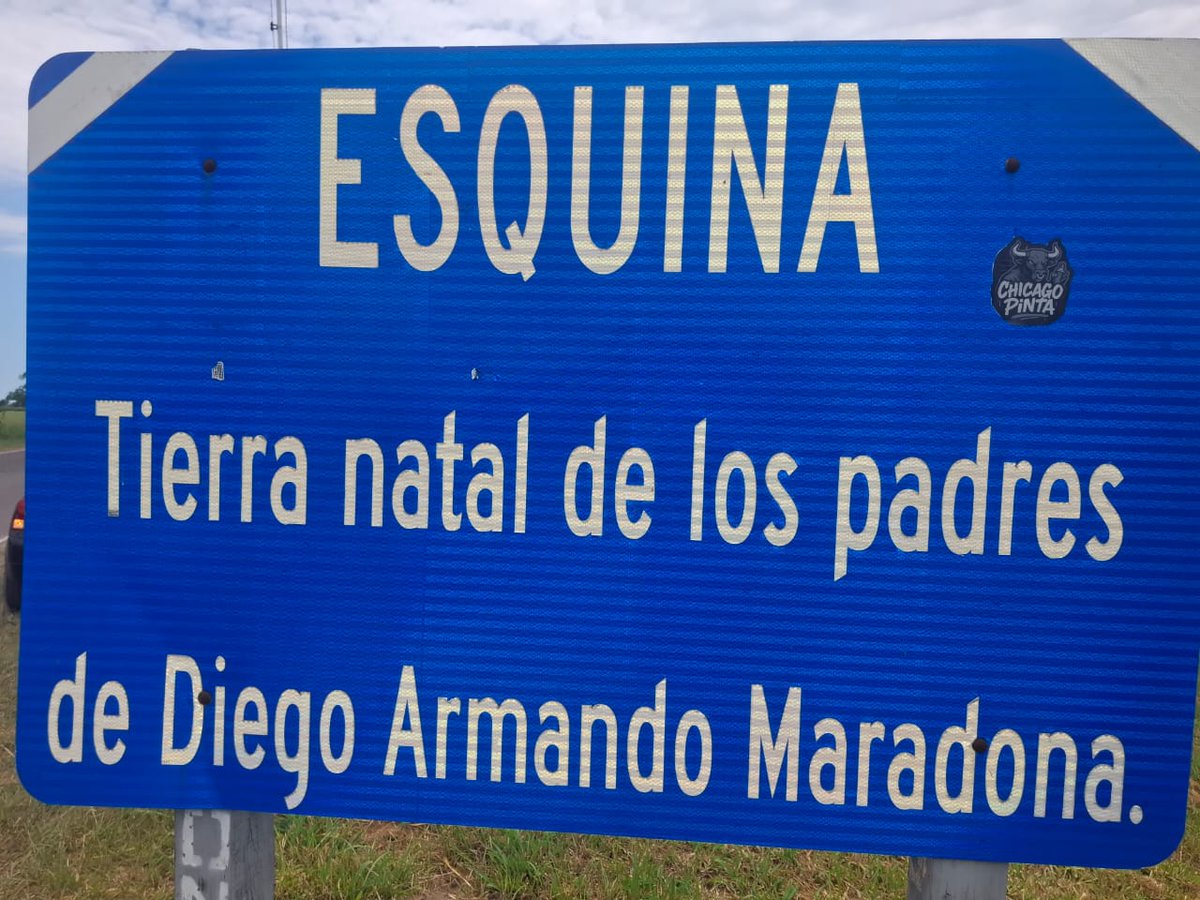 ESQUINA
CHICAGO
PINTA
Tierra natal de los padres
de Diego Armando Maradona.